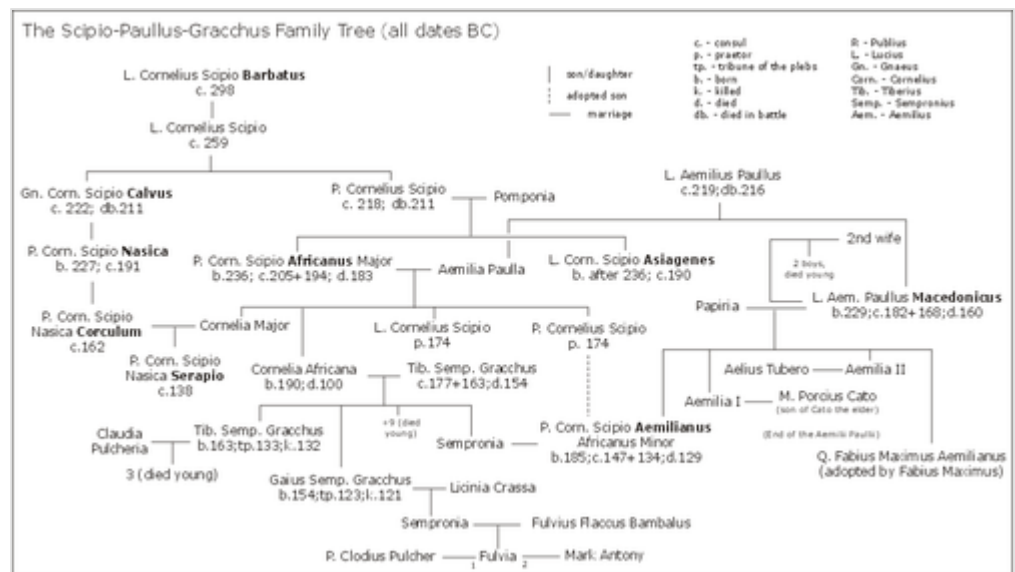 The Scipio-Paullus-Gracchus Family Tree (all dates BC)
c. - consul
p. - praetor
tp. - tribune of the plebs
b. - born
k. - killed
d. - died
db. - died in battle
P. - Publius
L. - Lucius
Gn. - Gnaeus
Corn. - Cornelius
Tib. - Tiberius
Semp. - Sempronius
Aem. - Aemilius
son/daughter
adopted son
marriage
L. Cornelius Scipio Barbatus
c. 298
L. Cornelius Scipio
c. 259
Gn. Corn. Scipio Calvus
c. 222; db.211
P. Cornelius Scipio
c. 218; db.211
Pomponia
L. Aemilius Paullus
c.219;db.216
P. Corn. Scipio Nasica
b. 227; c.191
P. Corn. Scipio Africanus Major
b.236; c.205+194; d.183
Aemilia Paulla
L. Corn. Scipio Asiagenes
b. after 236; c.190
2nd wife
2 boys,
died young
Papiria
L. Aem. Paullus Macedonicus
b.229;c.182+168;d.160
P. Corn. Scipio
Nasica Corculum
c.162
Cornelia Major
L. Cornelius Scipio
p.174
P. Cornelius Scipio
p. 174
P. Corn. Scipio
Nasica Serapio
c.138
Cornelia Africana
b.190;d.100
Tib. Semp. Gracchus
c.177+163;d.154
Aelius Tubero
Aemilia II
Aemilia I
M. Porcius Cato
(son of Cato the elder)
(End of the Aemilii Paulli)
Claudia
Pulcheria
Tib. Semp. Gracchus
b.163;tp.133;k.132
+9 (died
young)
Sempronia
P. Corn. Scipio Aemilianus
Africanus Minor
b.185;c.147+134;d.129
Q. Fabius Maximus Aemilianus
(adopted by Fabius Maximus)
3 (died young)
Gaius Semp. Gracchus
b.154;tp.123;k.121
Licinia Crassa
Sempronia
Fulvius Flaccus Bambalus
P. Clodius Pulcher
1
Fulvia
2
Mark Antony